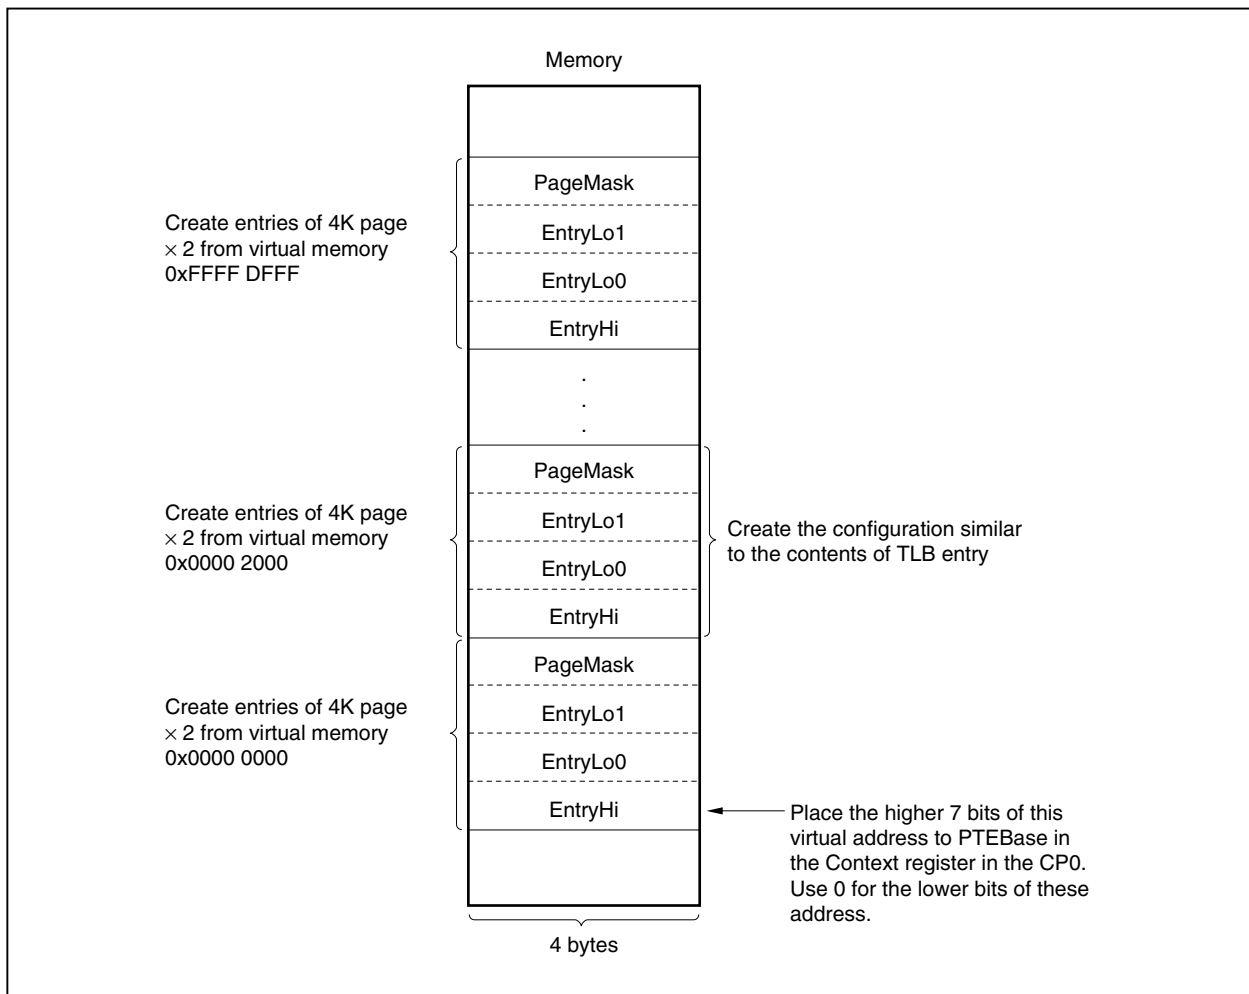 Memory
Create entries of 4K page
× 2 from virtual memory
0xFFFF DFFF
PageMask
EntryLo1
EntryLo0
EntryHi
.
.
.
Create entries of 4K page
× 2 from virtual memory
0x0000 2000
PageMask
EntryLo1
EntryLo0
EntryHi
Create the configuration similar
to the contents of TLB entry
Create entries of 4K page
× 2 from virtual memory
0x0000 0000
PageMask
EntryLo1
EntryLo0
EntryHi
Place the higher 7 bits of this
virtual address to PTEBase in
the Context register in the CP0.
Use 0 for the lower bits of these
address.
4 bytes